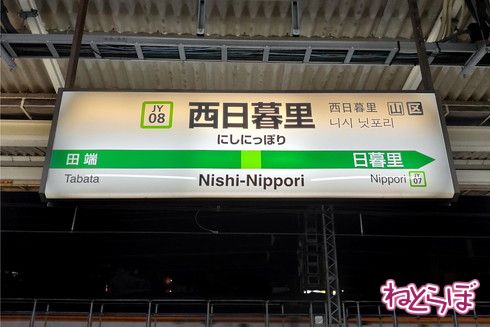 JY
08
西日暮里
にしにっぽり
西日暮里
니시 닛포리
山 区
田端
日暮里
Tabata
Nishi-Nippori
Nippori
JY
07
ねとらぼ